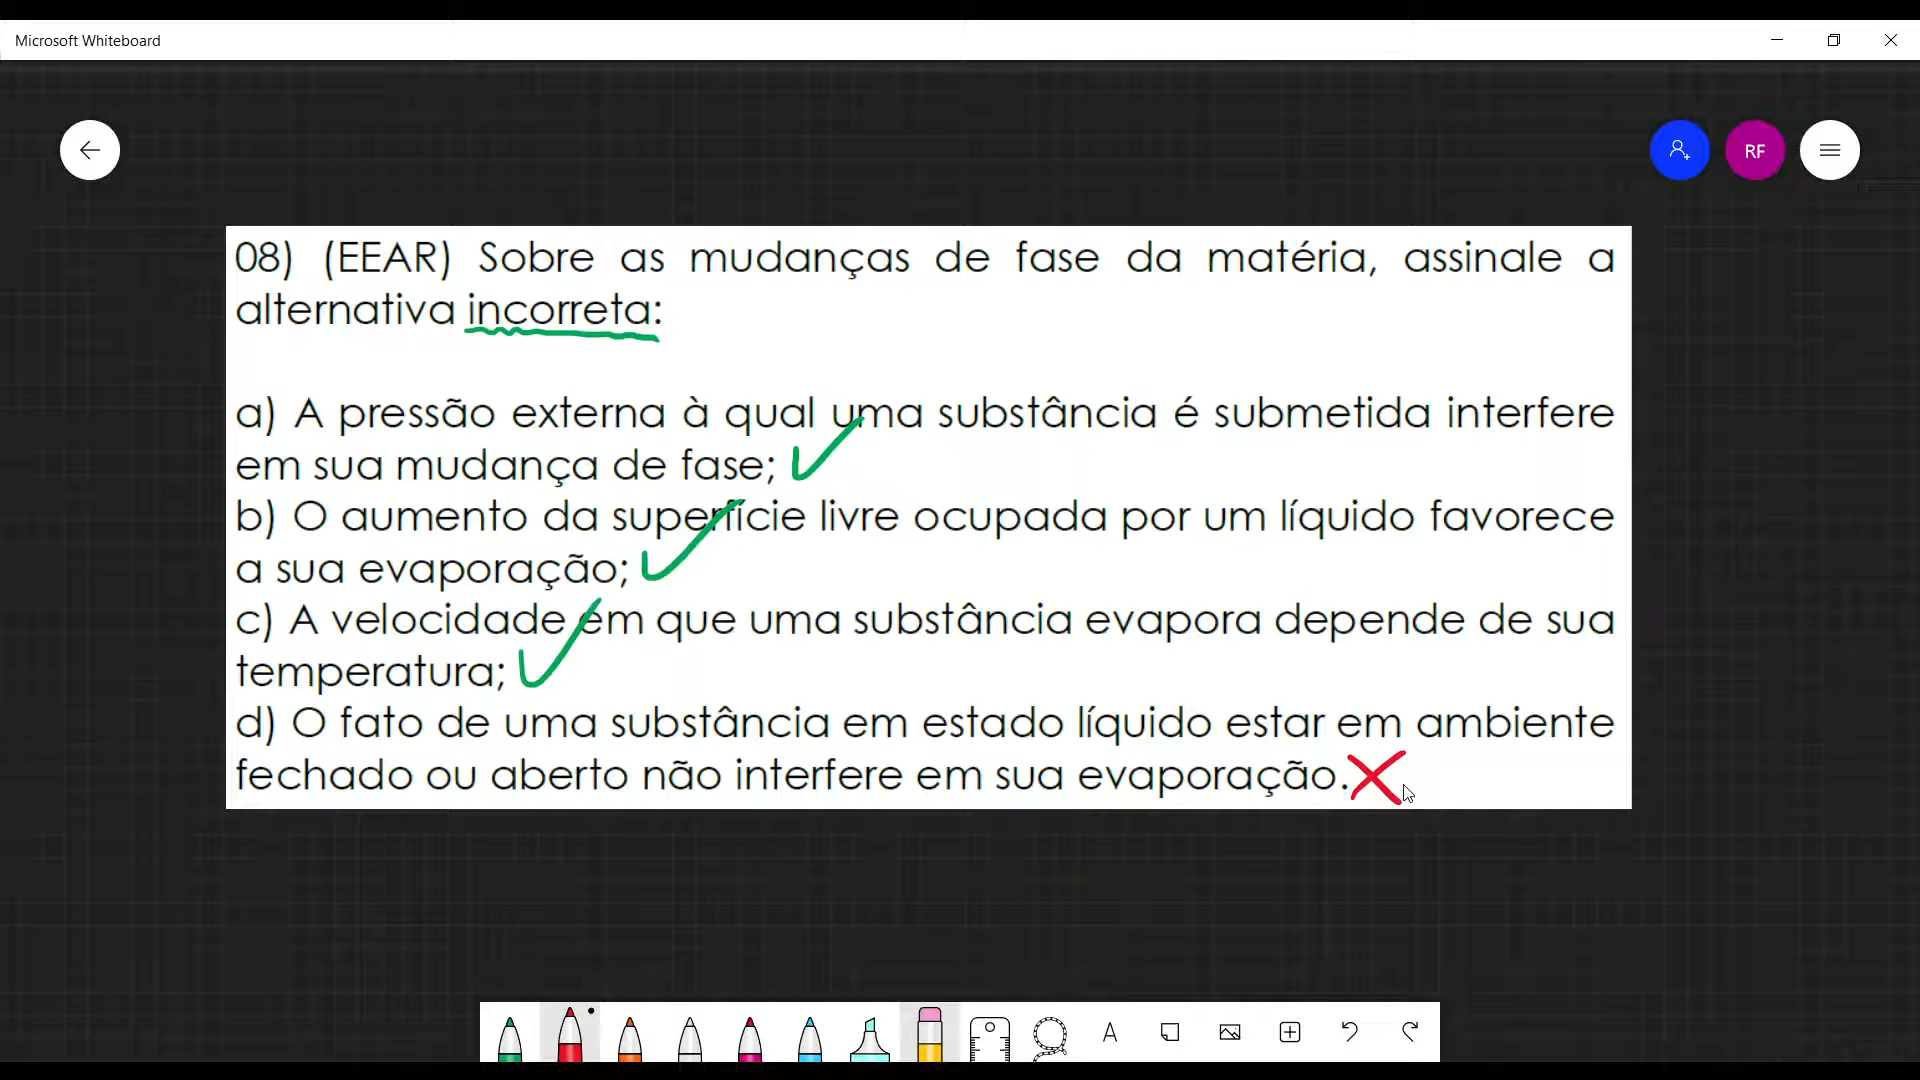 Microsoft Whiteboard
RF
08) (EEAR) Sobre as mudanças de fase da matéria, assinale a
alternativa incorreta:
a) A pressão externa à qual uma substância é submetida interfere
em sua mudança de fase;
b) O aumento da superfície livre ocupada por um líquido favorece
a sua evaporação;
c) A velocidade em que uma substância evapora depende de sua
temperatura;
d) O fato de uma substância em estado líquido estar em ambiente
fechado ou aberto não interfere em sua evaporação.
A